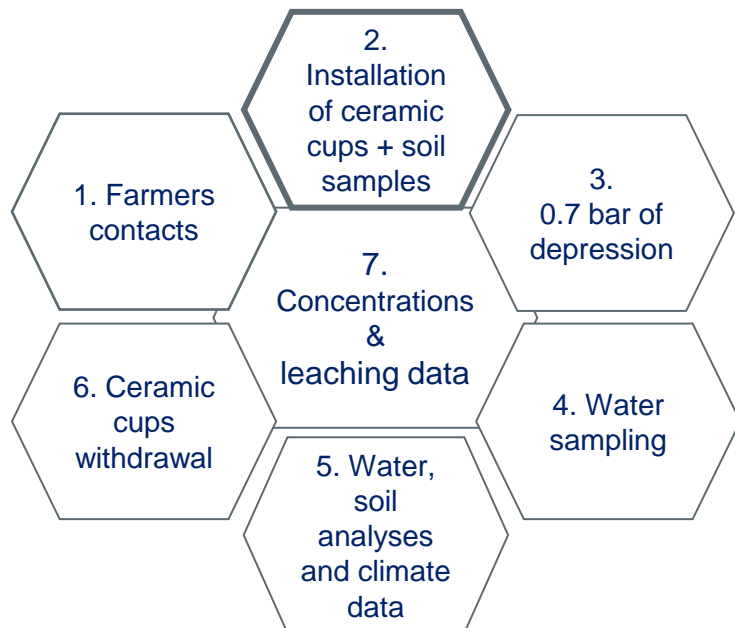 2.
Installation
of ceramic
cups + soil
samples
1. Farmers
contacts
3.
0.7 bar of
depression
7.
Concentrations
&
leaching data
6. Ceramic
cups
withdrawal
4. Water
sampling
5. Water,
soil
analyses
and climate
data